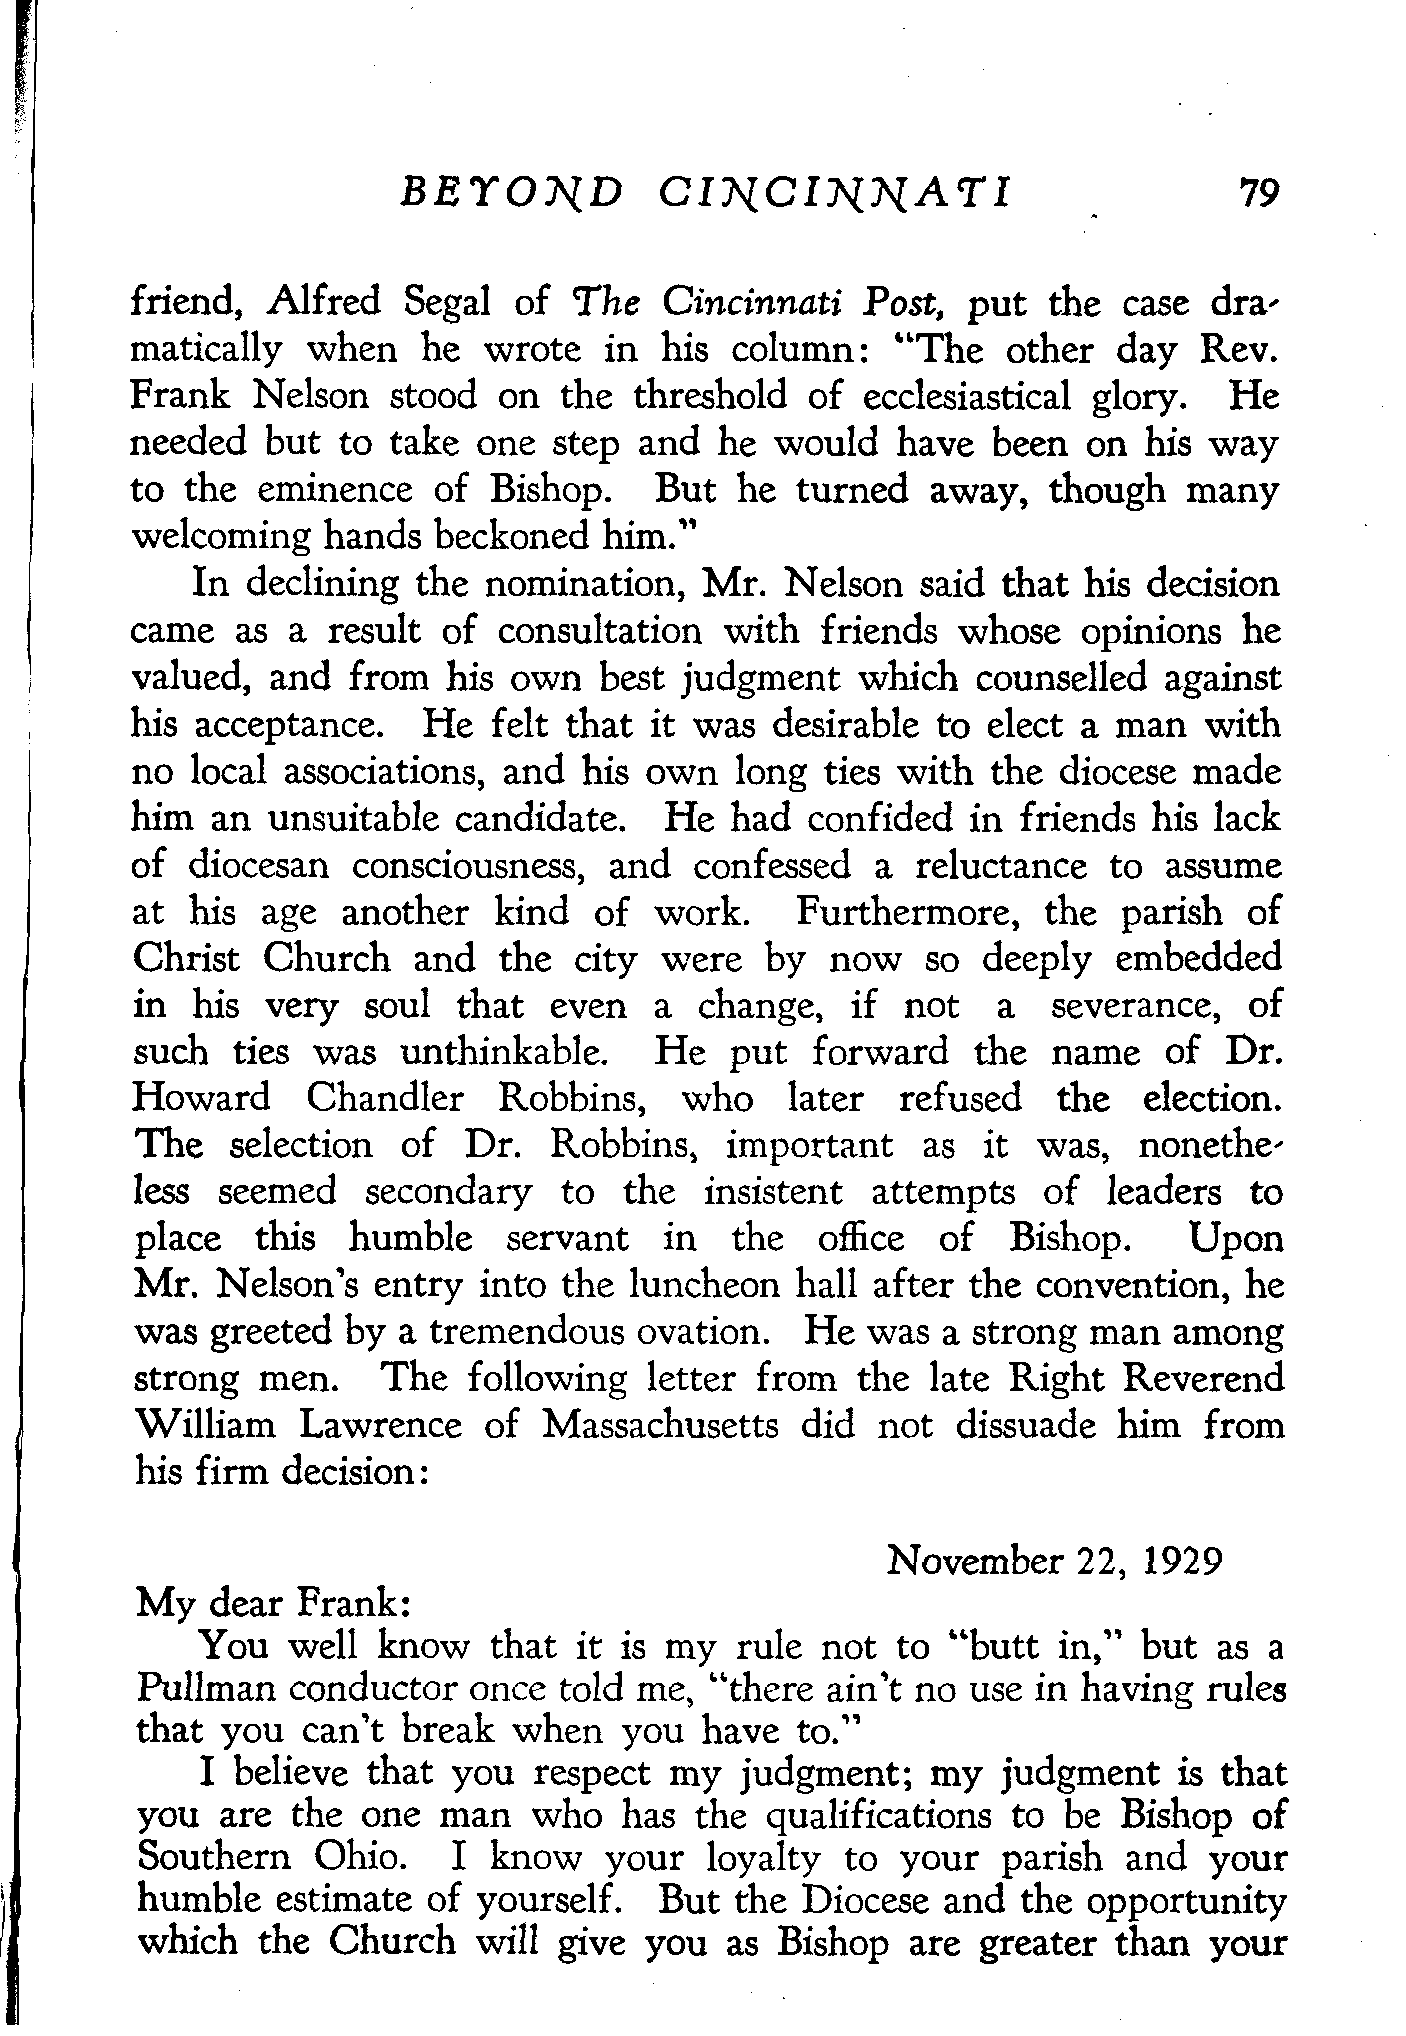 BEYOND CINCINNATI 79
friend, Alfred Segal of The Cincinnati Post, put the case dra-
matically when he wrote in his column: "The other day Rev.
Frank Nelson stood on the threshold of ecclesiastical glory. He
needed but to take one step and he would have been on his way
to the eminence of Bishop. But he turned away, though many
welcoming hands beckoned him."
In declining the nomination, Mr. Nelson said that his decision
came as a result of consultation with friends whose opinions he
valued, and from his own best judgment which counselled against
his acceptance. He felt that it was desirable to elect a man with
no local associations, and his own long ties with the diocese made
him an unsuitable candidate. He had confided in friends his lack
of diocesan consciousness, and confessed a reluctance to assume
at his age another kind of work. Furthermore, the parish of
Christ Church and the city were by now so deeply embedded
in his very soul that even a change, if not a severance, of
such ties was unthinkable. He put forward the name of Dr.
Howard Chandler Robbins, who later refused the election.
The selection of Dr. Robbins, important as it was, nonethe-
less seemed secondary to the insistent attempts of leaders to
place this humble servant in the office of Bishop. Upon
Mr. Nelson's entry into the luncheon hall after the convention, he
was greeted by a tremendous ovation. He was a strong man among
strong men. The following letter from the late Right Reverend
William Lawrence of Massachusetts did not dissuade him from
his firm decision:
November 22, 1929
My dear Frank:
You well know that it is my rule not to "butt in," but as a
Pullman conductor once told me, "there ain't no use in having rules
that you can't break when you have to."
I believe that you respect my judgment; my judgment is that
you are the one man who has the qualifications to be Bishop of
Southern Ohio. I know your loyalty to your parish and your
humble estimate of yourself. But the Diocese and the opportunity
which the Church will give you as Bishop are greater than your